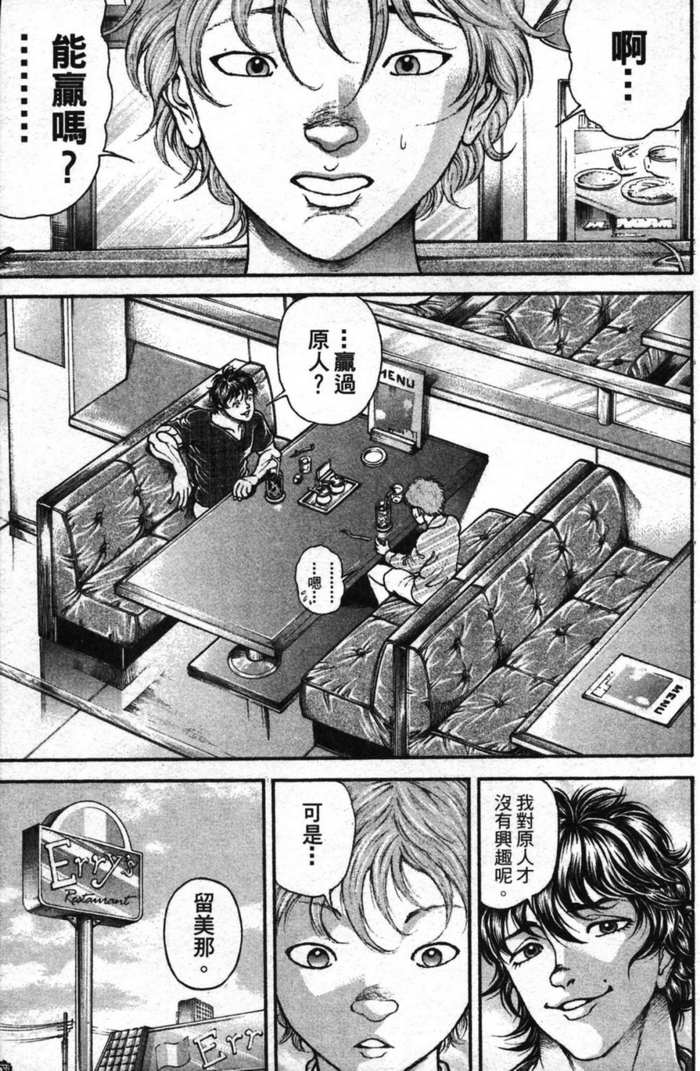 啊…
能贏嗎？
………
…贏過
原人？
MENU
………
…嗯…
MENU
我對原人才
沒有興趣呢。
可是…
留美那。
Erry's
Restaurant
Err